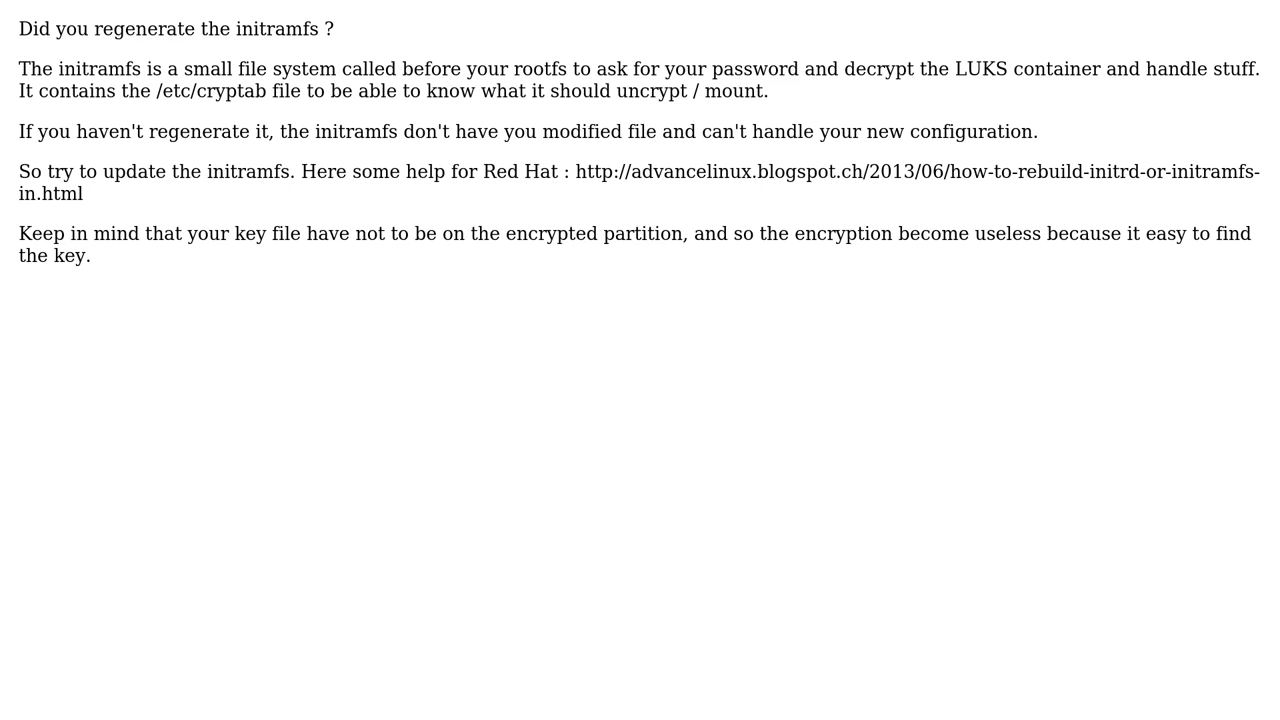 Did you regenerate the initramfs ?
The initramfs is a small file system called before your rootfs to ask for your password and decrypt the LUKS container and handle stuff.
It contains the /etc/cryptab file to be able to know what it should uncrypt / mount.
If you haven't regenerate it, the initramfs don't have you modified file and can't handle your new configuration.
So try to update the initramfs. Here some help for Red Hat : http://advancelinux.blogspot.ch/2013/06/how-to-rebuild-initrd-or-initramfs-
in.html
Keep in mind that your key file have not to be on the encrypted partition, and so the encryption become useless because it easy to find
the key.